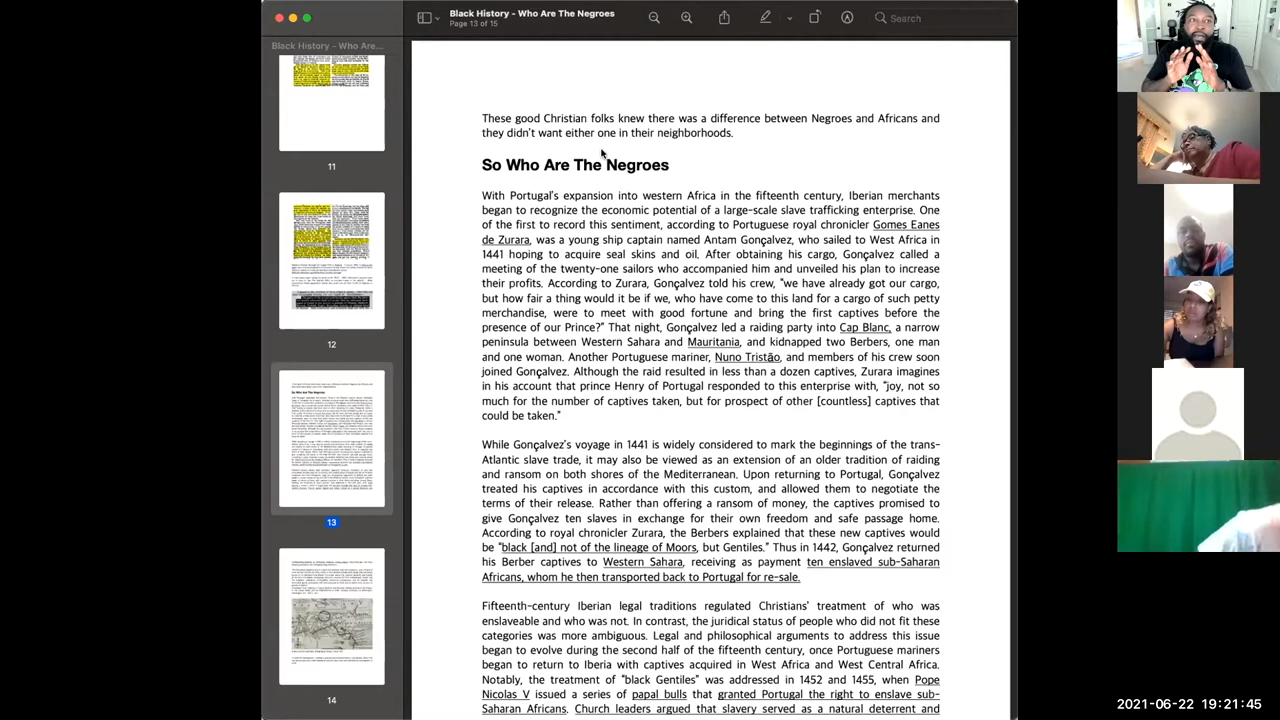 Black History - Who Are The Negroes
Page 13 of 15
Search
Black History - Who Are...
11
12
13
14
These good Christian folks knew there was a difference between Negroes and Africans and
they didn't want either one in their neighborhoods.
So Who Are The Negroes
With Portugal's expansion into western Africa in the fifteenth century, Iberian merchants
began to recognize the economic potential of a large-scale slave trafficking enterprise. One
of the first to record this sentiment, according to Portuguese royal chronicler Gomes Eanes
de Zurara, was a young ship captain named Antam Gonçalvez, who sailed to West Africa in
1441 hoping to acquire seal skins and oil. After obtaining his cargo, Gonçalvez called a
meeting of the twenty-one sailors who accompanied him and unveiled his plan to increase
their profits. According to Zurara, Gonçalvez told his crew, "we have already got our cargo,
but how fair a thing it would be if we, who have come to this land for a cargo of such petty
merchandise, were to meet with good fortune and bring the first captives before the
presence of our Prince?" That night, Gonçalvez led a raiding party into Cap Blanc, a narrow
peninsula between Western Sahara and Mauritania, and kidnapped two Berbers, one man
and one woman. Another Portuguese mariner, Nuno Tristão, and members of his crew soon
joined Gonçalvez. Although the raid resulted in less than a dozen captives, Zurara imagines
in his account that prince Henry of Portugal responded to this enterprise with, "joy, not so
much for the number of captives taken, but for prospect of other [countless] captives that
could be taken."
While Gonçalvez' voyage in 1441 is widely considered to mark the beginnings of the trans-
Atlantic slave trade, it may also be viewed as an extension of an older tradition of raiding
and ransom on both shores of the Mediterranean. Upon returning to Portugal, Gonçalvez
treated his captives in accordance with this custom, and allowed them to negotiate the
terms of their release. Rather than offering a ransom of money, the captives promised to
give Gonçalvez ten slaves in exchange for their own freedom and safe passage home.
According to royal chronicler Zurara, the Berbers explained that these new captives would
be "black [and] not of the lineage of Moors, but Gentiles." Thus in 1442, Gonçalvez returned
his Berber captives to Western Sahara, receiving as payment ten enslaved sub-Saharan
Africans, whom he then transported back to Portugal for re-sale.
Fifteenth-century Iberian legal traditions regulated Christians' treatment of who was
enslaveable and who was not. In contrast, the juridical status of people who did not fit these
categories was more ambiguous. Legal and philosophical arguments to address this issue
began to evolve in the second half of the fifteenth century, once Portuguese mariners
began to return to Iberia with captives acquired in West Africa and West Central Africa.
Notably, the treatment of "black Gentiles" was addressed in 1452 and 1455, when Pope
Nicolas V issued a series of papal bulls that granted Portugal the right to enslave sub-
Saharan Africans. Church leaders argued that slavery served as a natural deterrent and
2021-06-22 19:21:45